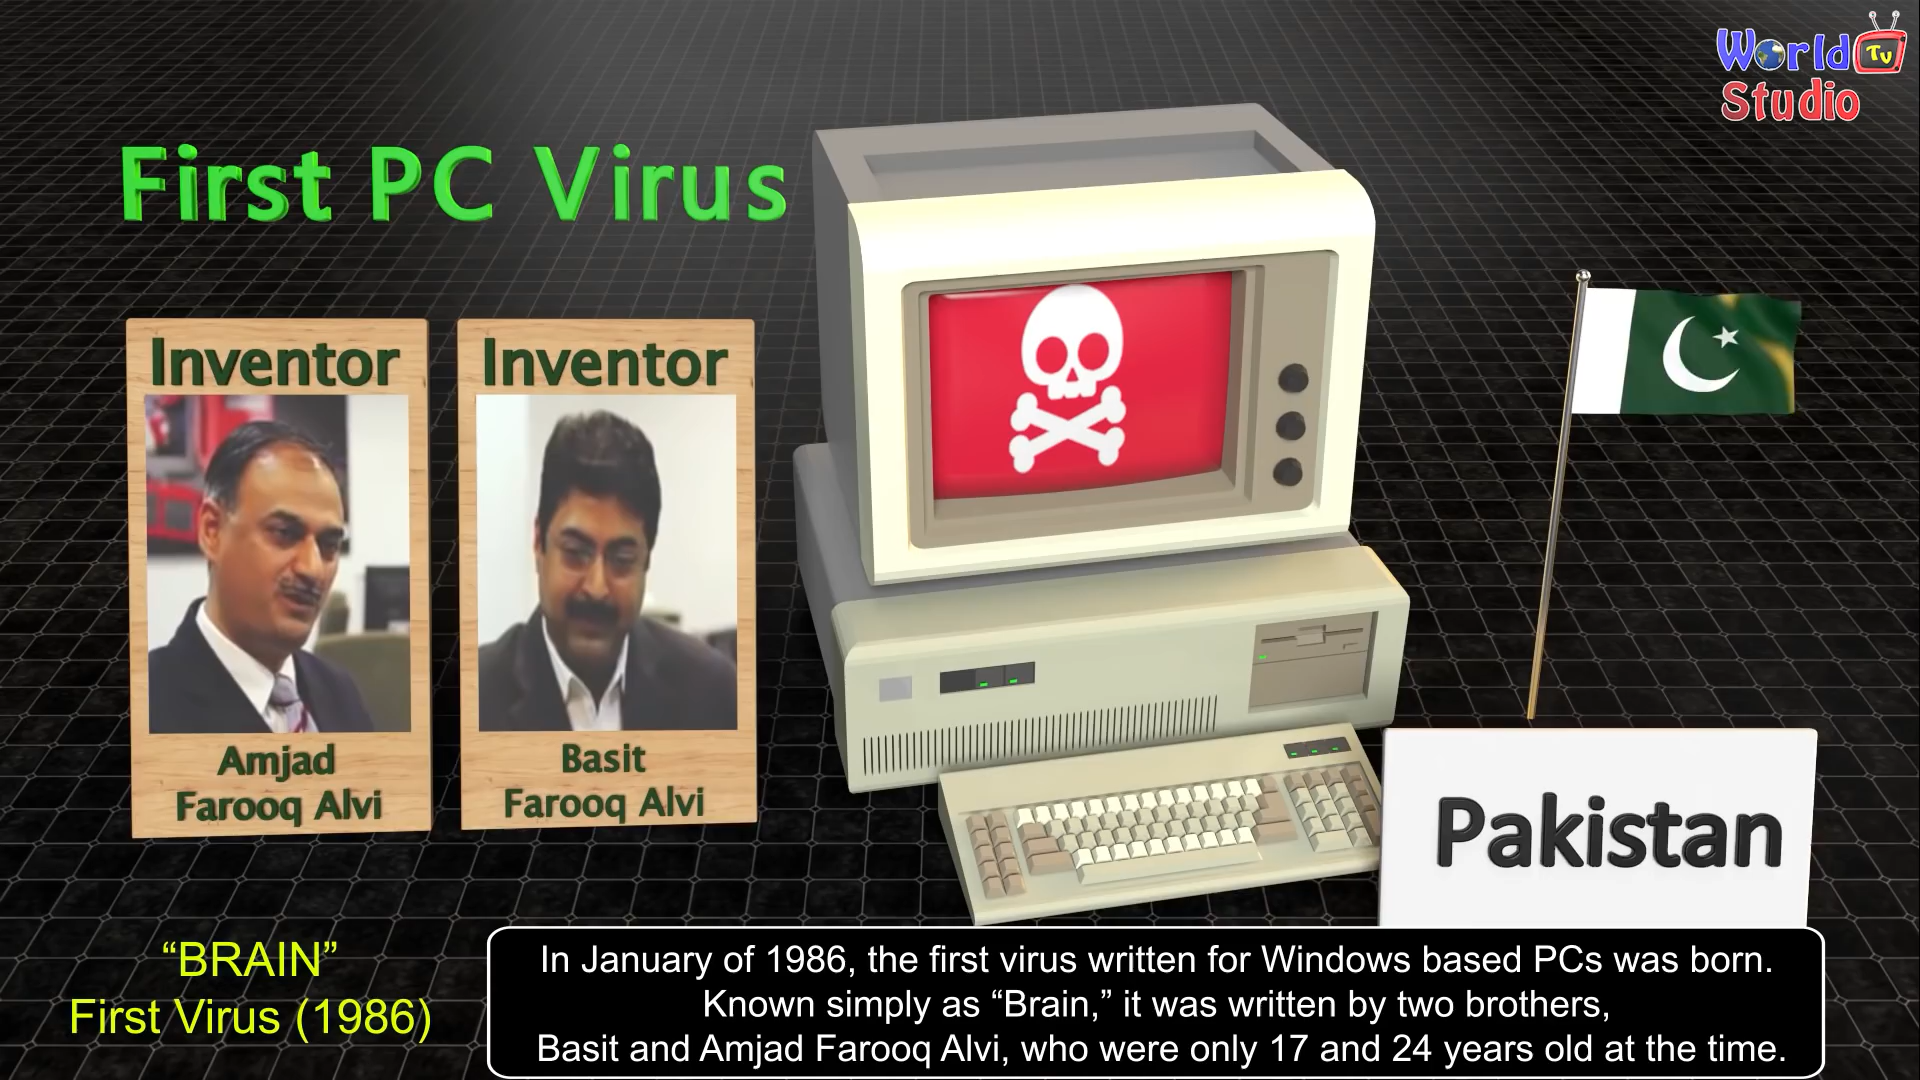 World Tv
Studio
First PC Virus
Inventor
Inventor
Amjad
Farooq Alvi
Basit
Farooq Alvi
Pakistan
“BRAIN”
First Virus (1986)
In January of 1986, the first virus written for Windows based PCs was born.
Known simply as “Brain,” it was written by two brothers,
Basit and Amjad Farooq Alvi, who were only 17 and 24 years old at the time.